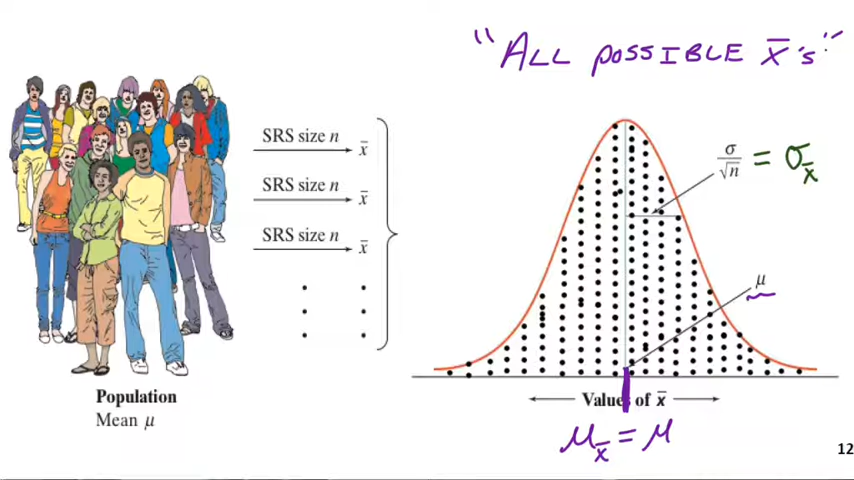 "ALL POSSIBLE x̄'s"
SRS size n
x̄
SRS size n
x̄
SRS size n
x̄
σ/√n = σx̄
μ
Values of x̄
μx̄ = μ
Population
Mean μ
12